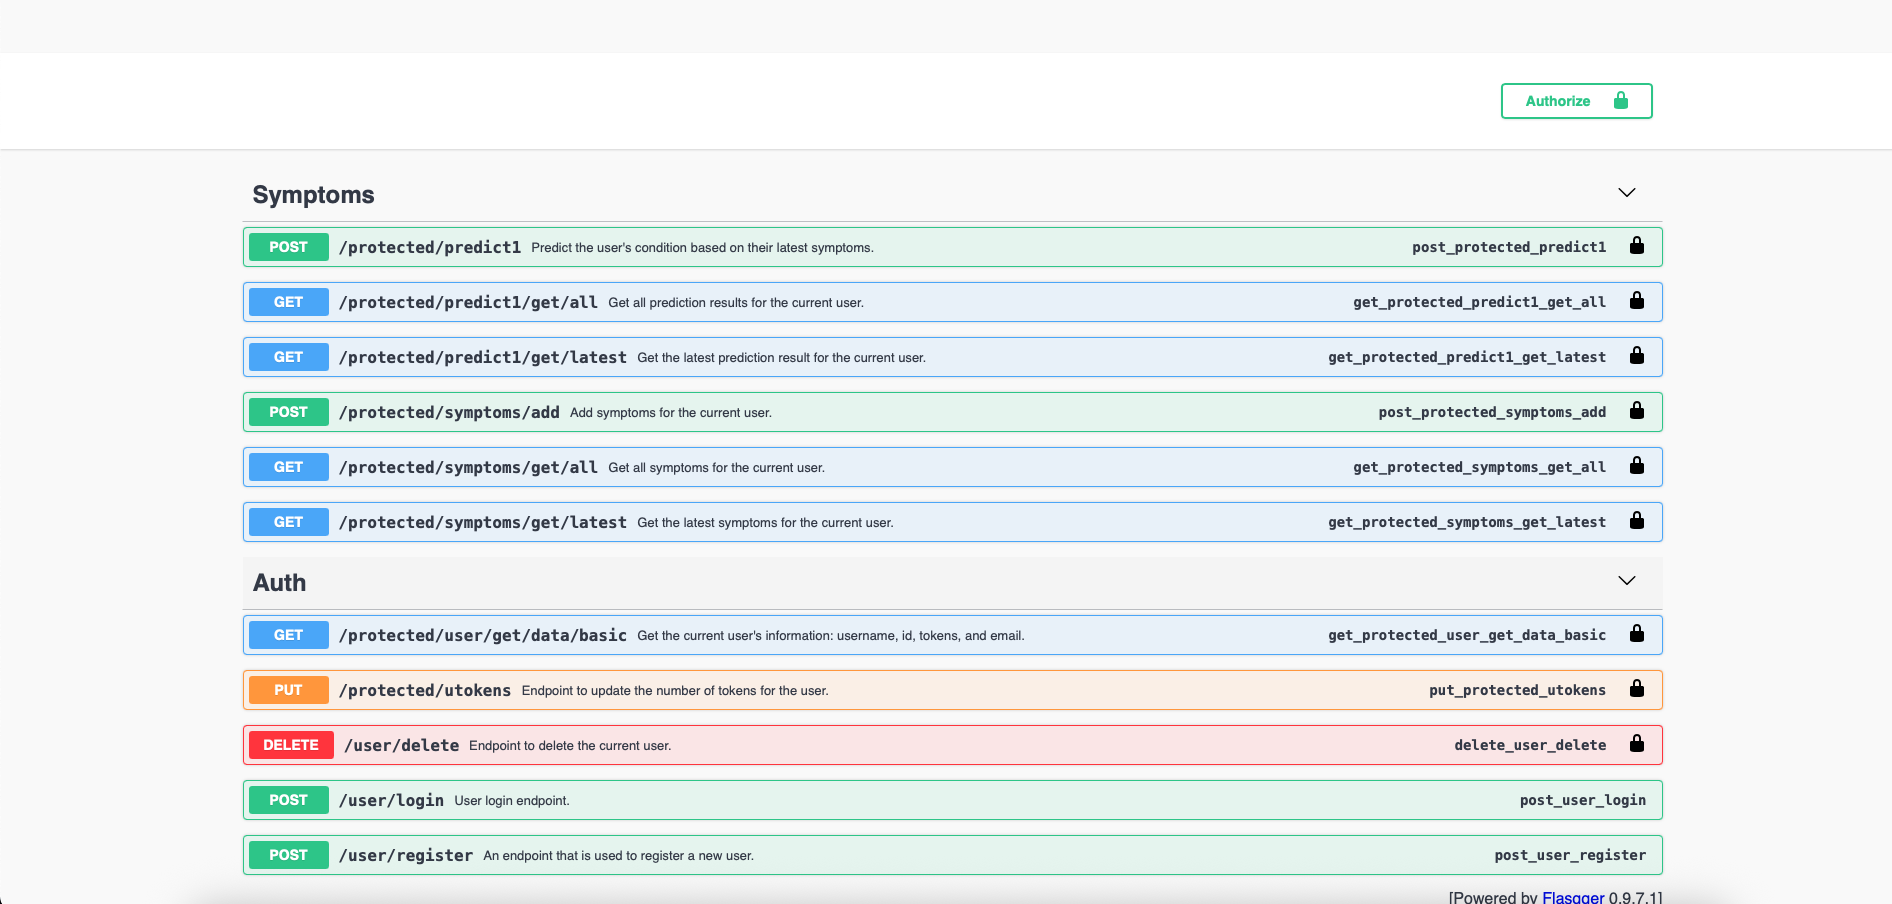 Authorize
Symptoms
POST /protected/predict1 Predict the user's condition based on their latest symptoms. post_protected_predict1
GET /protected/predict1/get/all Get all prediction results for the current user. get_protected_predict1_get_all
GET /protected/predict1/get/latest Get the latest prediction result for the current user. get_protected_predict1_get_latest
POST /protected/symptoms/add Add symptoms for the current user. post_protected_symptoms_add
GET /protected/symptoms/get/all Get all symptoms for the current user. get_protected_symptoms_get_all
GET /protected/symptoms/get/latest Get the latest symptoms for the current user. get_protected_symptoms_get_latest
Auth
GET /protected/user/get/data/basic Get the current user's information: username, id, tokens, and email. get_protected_user_get_data_basic
PUT /protected/utokens Endpoint to update the number of tokens for the user. put_protected_utokens
DELETE /user/delete Endpoint to delete the current user. delete_user_delete
POST /user/login User login endpoint. post_user_login
POST /user/register An endpoint that is used to register a new user. post_user_register
[Powered by Flasgger 0.9.7.1]